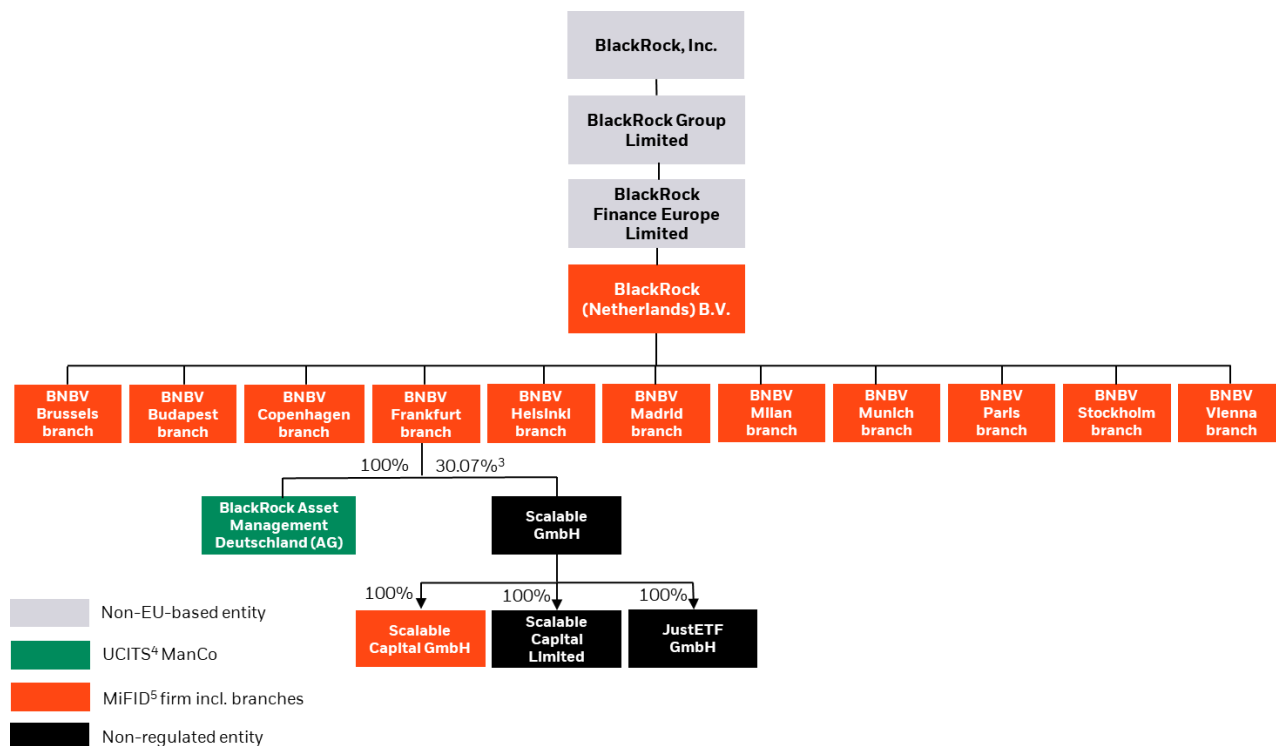 BlackRock, Inc.
BlackRock Group
Limited
BlackRock
Finance Europe
Limited
BlackRock
(Netherlands) B.V.
BNBV
Brussels
branch
BNBV
Budapest
branch
BNBV
Copenhagen
branch
BNBV
Frankfurt
branch
BNBV
Helsinki
branch
BNBV
Madrid
branch
BNBV
Milan
branch
BNBV
Munich
branch
BNBV
Paris
branch
BNBV
Stockholm
branch
BNBV
Vienna
branch
100%
30.07%³
BlackRock Asset
Management
Deutschland (AG)
Scalable
GmbH
100%
100%
100%
Scalable
Capital GmbH
Scalable
Capital
Limited
JustETF
GmbH
Non-EU-based entity
UCITS⁴ ManCo
MiFID⁵ firm incl. branches
Non-regulated entity